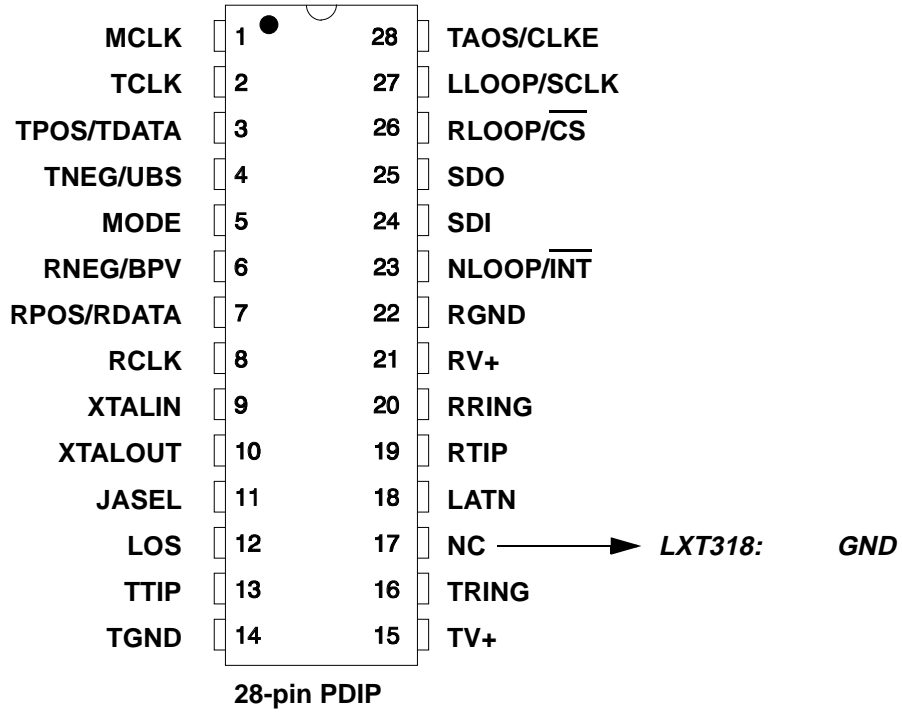 MCLK 1 28 TAOS/CLKE
TCLK 2 27 LLOOP/SCLK
TPOS/TDATA 3 26 RLOOP/C̅S̅
TNEG/UBS 4 25 SDO
MODE 5 24 SDI
RNEG/BPV 6 23 NLOOP/I̅N̅T̅
RPOS/RDATA 7 22 RGND
RCLK 8 21 RV+
XTALIN 9 20 RRING
XTALOUT 10 19 RTIP
JASEL 11 18 LATN
LOS 12 17 NC LXT318: GND
TTIP 13 16 TRING
TGND 14 15 TV+
28-pin PDIP